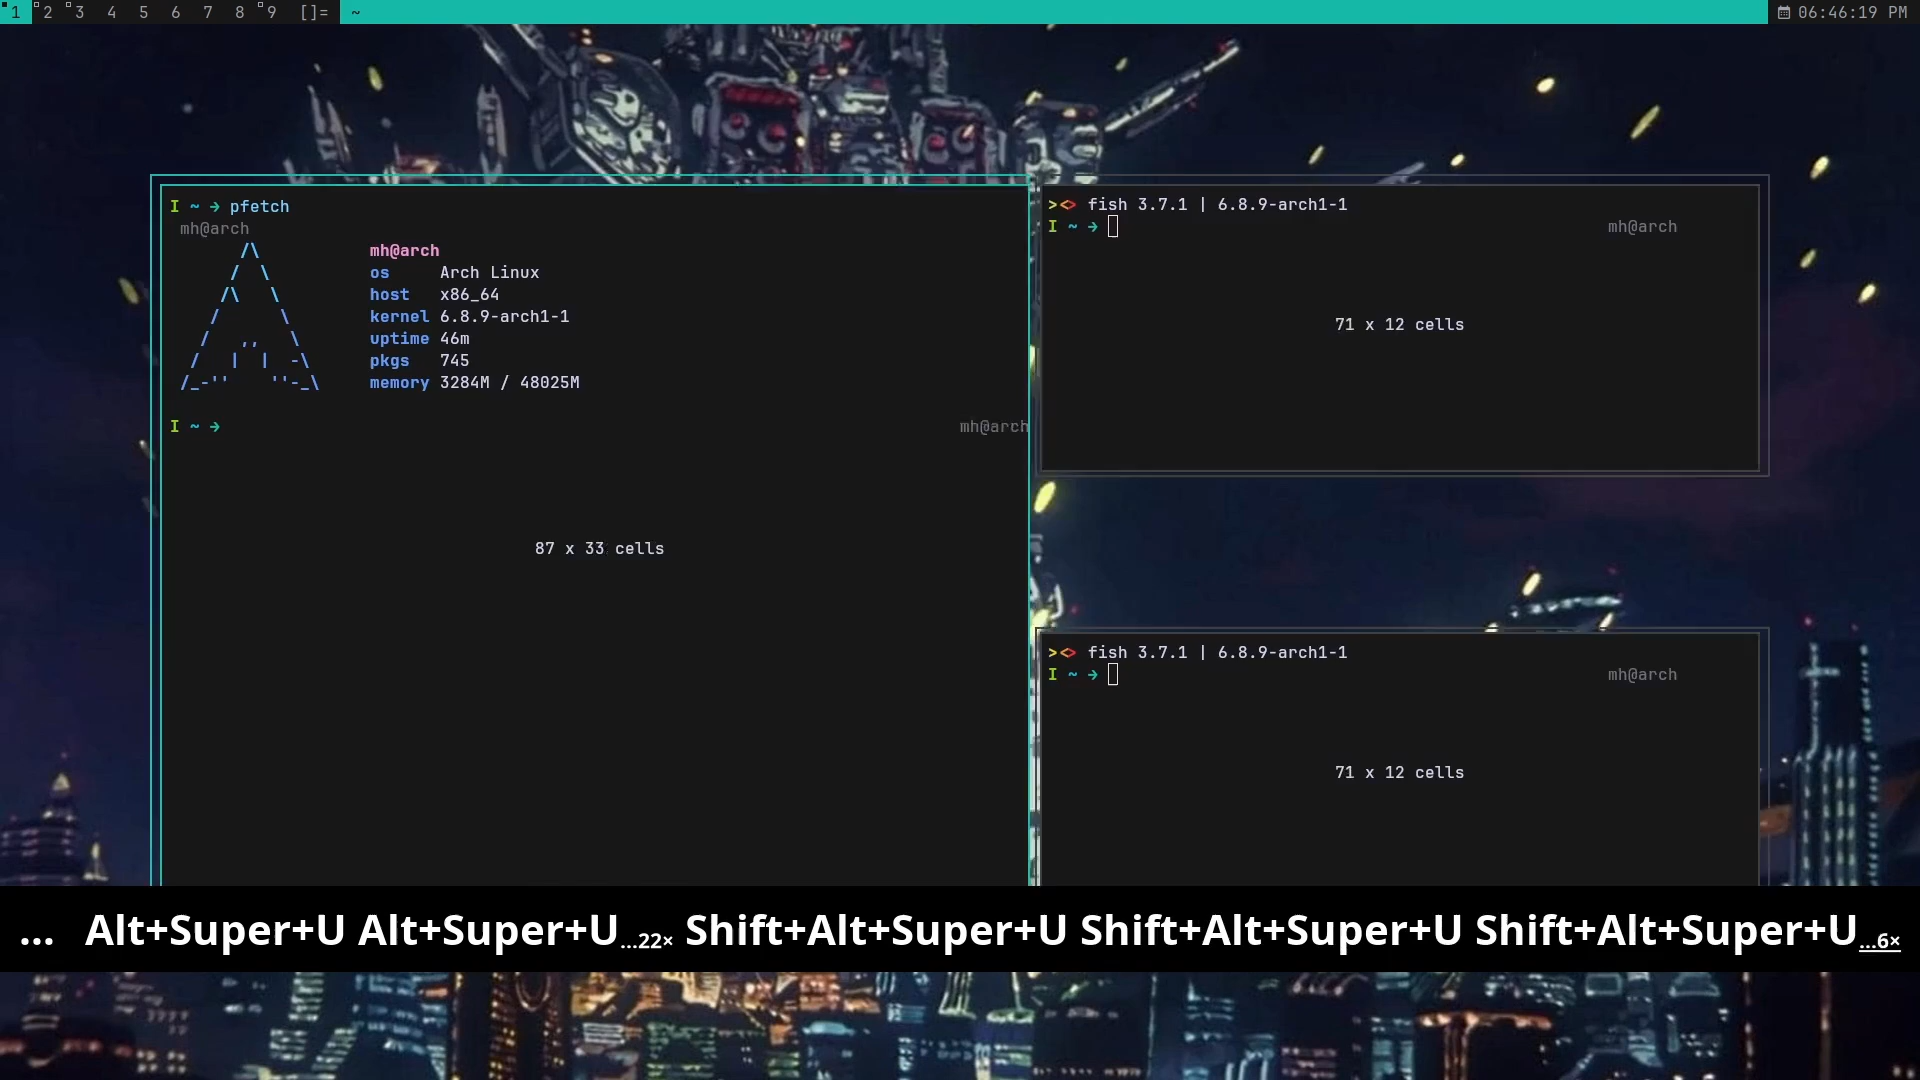 1 2 3 4 5 6 7 8 9 []= ~ 06:46:19 PM
I ~ → pfetch
mh@arch
/\ mh@arch
/ \ os Arch Linux
/\ \ host x86_64
/ \ kernel 6.8.9-arch1-1
/ ,, \ uptime 46m
/ | | -\ pkgs 745
/_-'' ''-_\ memory 3284M / 48025M
I ~ → mh@arch
87 x 33 cells
><> fish 3.7.1 | 6.8.9-arch1-1
I ~ → mh@arch
71 x 12 cells
><> fish 3.7.1 | 6.8.9-arch1-1
I ~ → mh@arch
71 x 12 cells
... Alt+Super+U Alt+Super+U...22× Shift+Alt+Super+U Shift+Alt+Super+U Shift+Alt+Super+U...6×